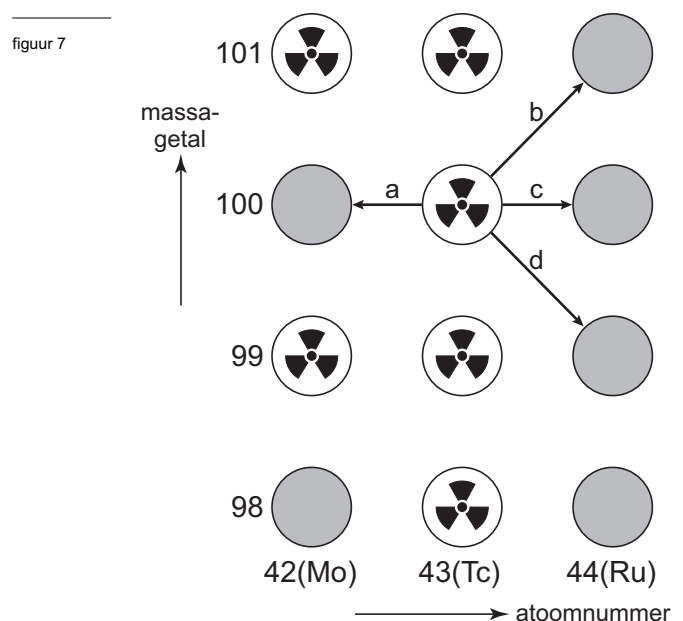 figuur 7
101
massa-
getal
b
100
a
c
d
99
98
42(Mo) 43(Tc) 44(Ru)
atoomnummer